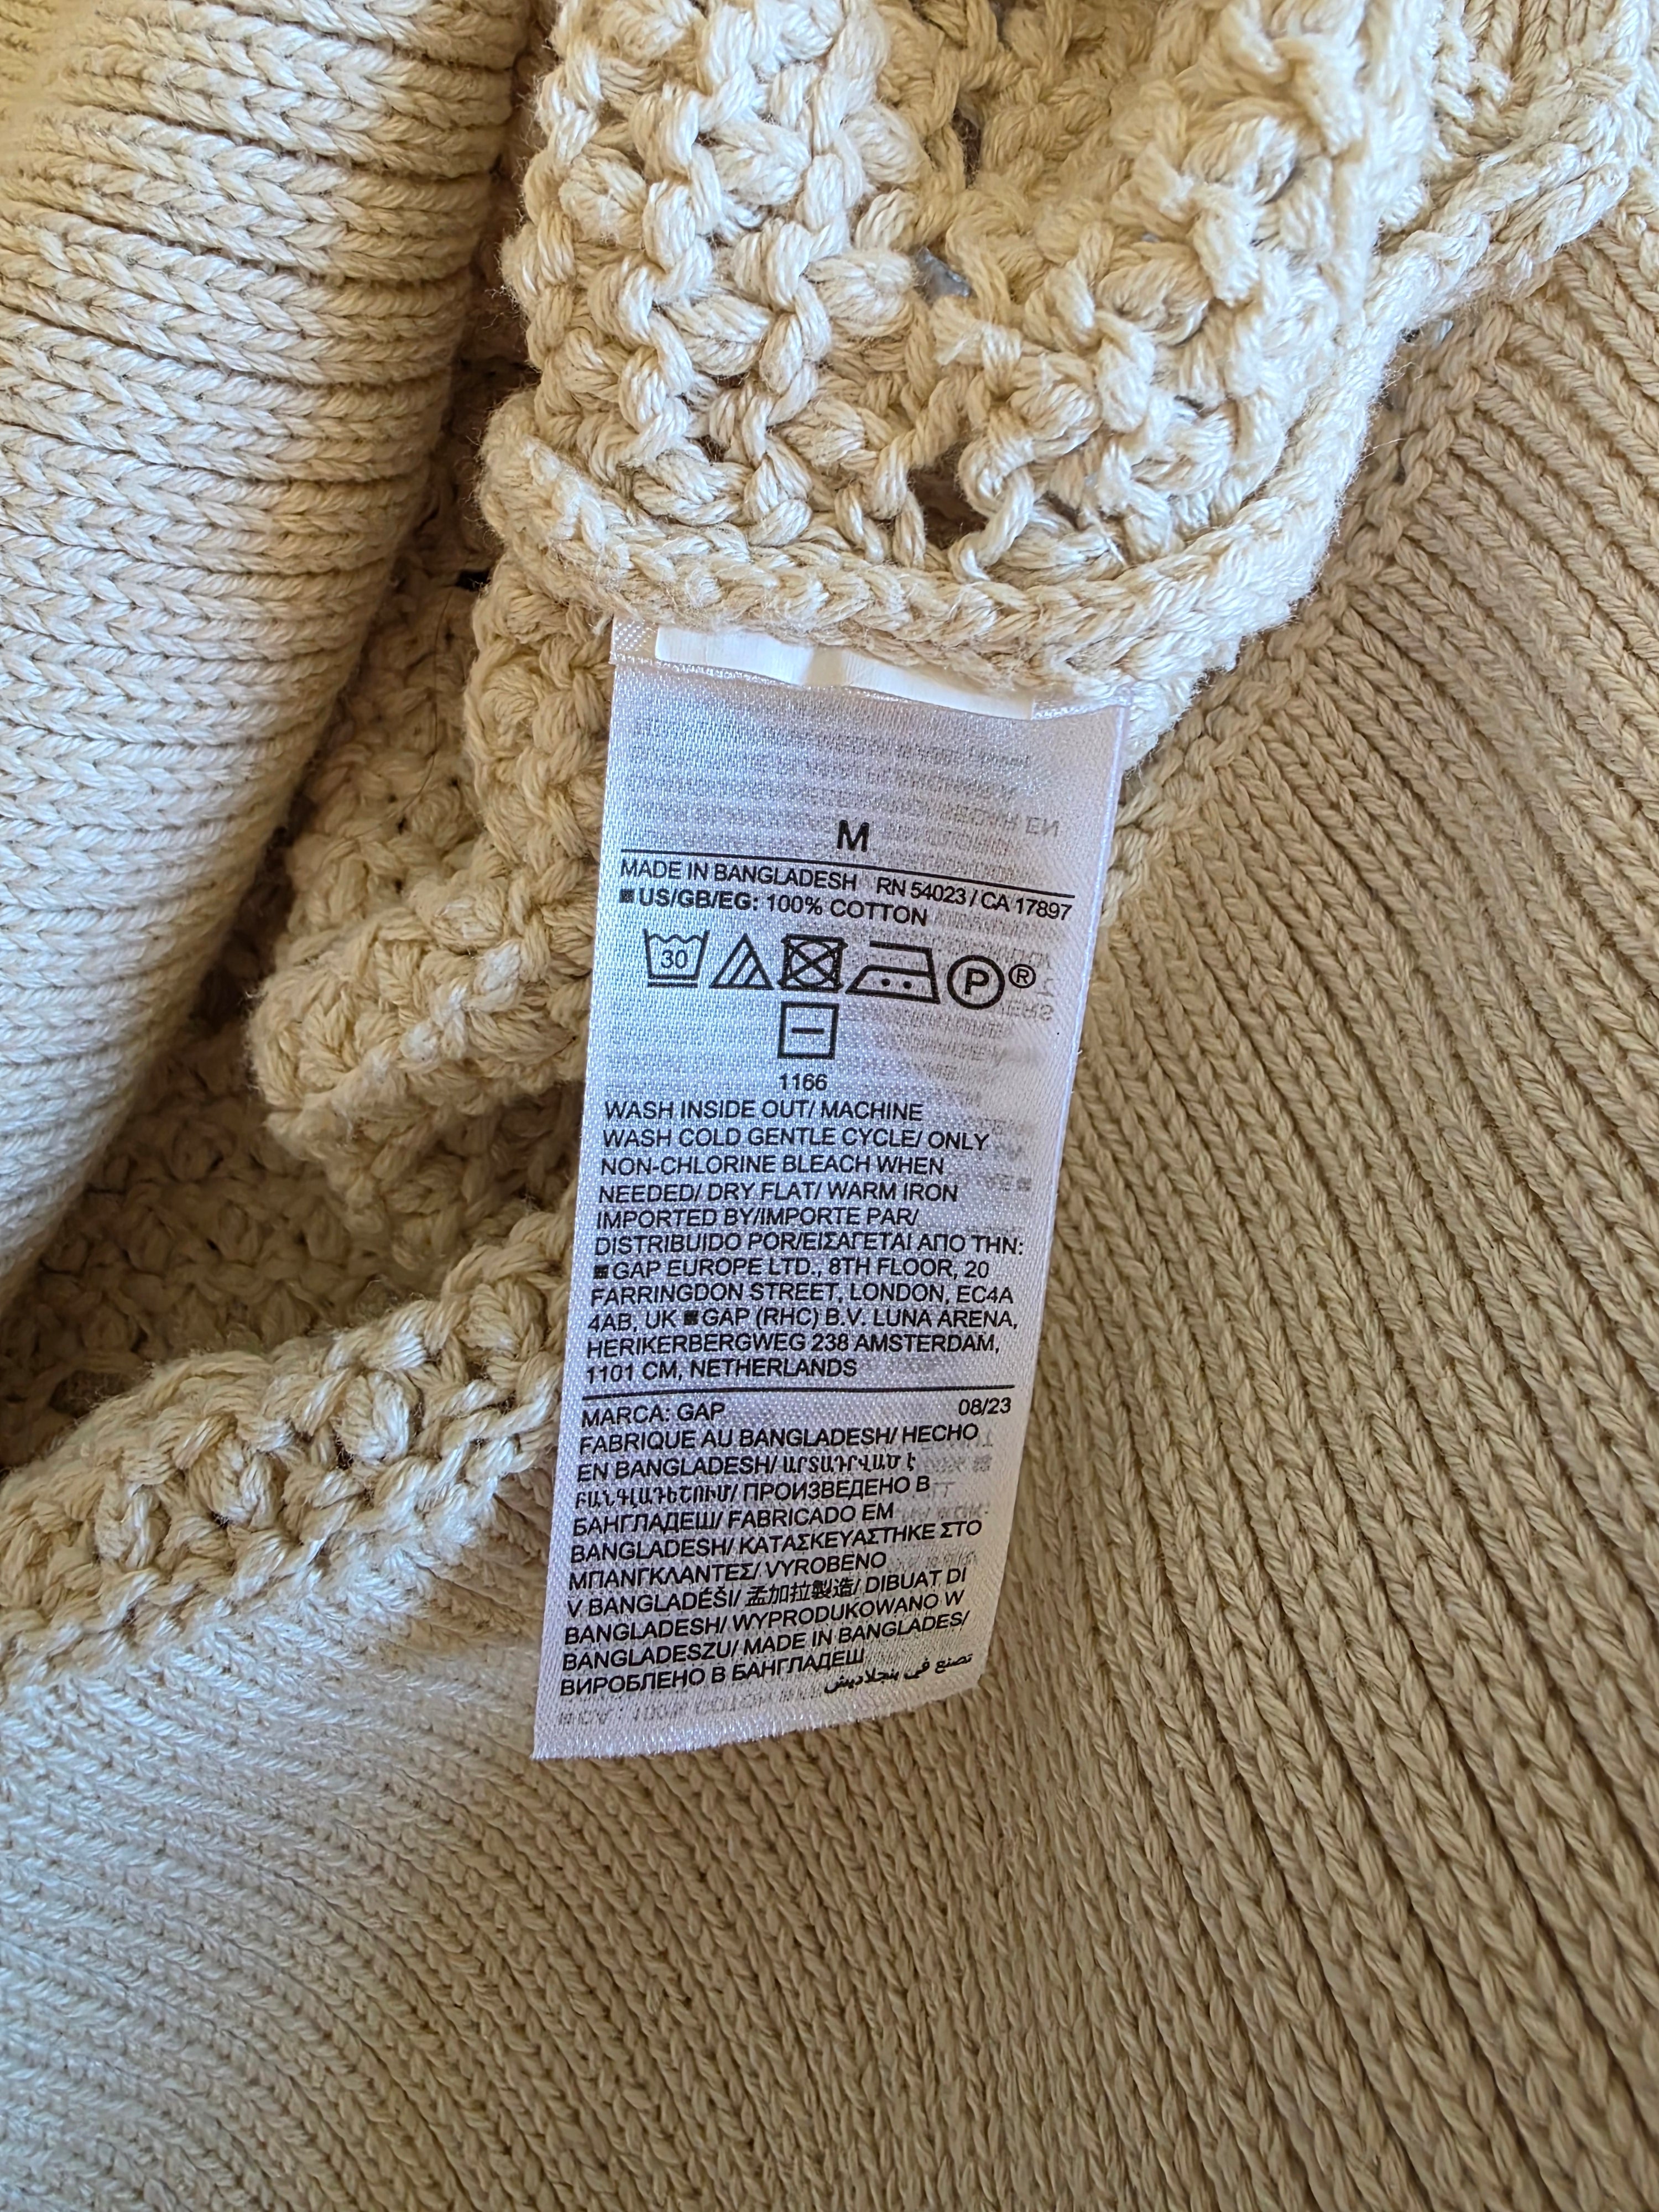 M
MADE IN BANGLADESH RN 54023 / CA 17897
US/GB/EG: 100% COTTON
30 P ®
1166
WASH INSIDE OUT/ MACHINE
WASH COLD GENTLE CYCLE/ ONLY
NON-CHLORINE BLEACH WHEN
NEEDED/ DRY FLAT/ WARM IRON
IMPORTED BY/IMPORTE PAR/
DISTRIBUIDO POR/ΕΙΣΑΓΕΤΑΙ ΑΠΟ ΤΗΝ:
GAP EUROPE LTD., 8TH FLOOR, 20
FARRINGDON STREET, LONDON, EC4A
4AB, UK GAP (RHC) B.V. LUNA ARENA,
HERIKERBERGWEG 238 AMSTERDAM,
1101 CM, NETHERLANDS
MARCA: GAP 08/23
FABRIQUE AU BANGLADESH/ HECHO
EN BANGLADESH/ ԱՐՏԱԴՐՎԱԾ Է
ԲԱՆԳԼԱԴԵՇՈՒՄ/ ПРОИЗВЕДЕНО В
БАНГЛАДЕШ/ FABRICADO EM
BANGLADESH/ ΚΑΤΑΣΚΕΥΑΣΤΗΚΕ ΣΤΟ
ΜΠΑΝΓΚΛΑΝΤΕΣ/ VYROBENO
V BANGLADÉŠI/ 孟加拉製造/ DIBUAT DI
BANGLADESH/ WYPRODUKOWANO W
BANGLADESZU/ MADE IN BANGLADES/
ВИРОБЛЕНО В БАНГЛАДЕШ
تصنع في بنجلاديش